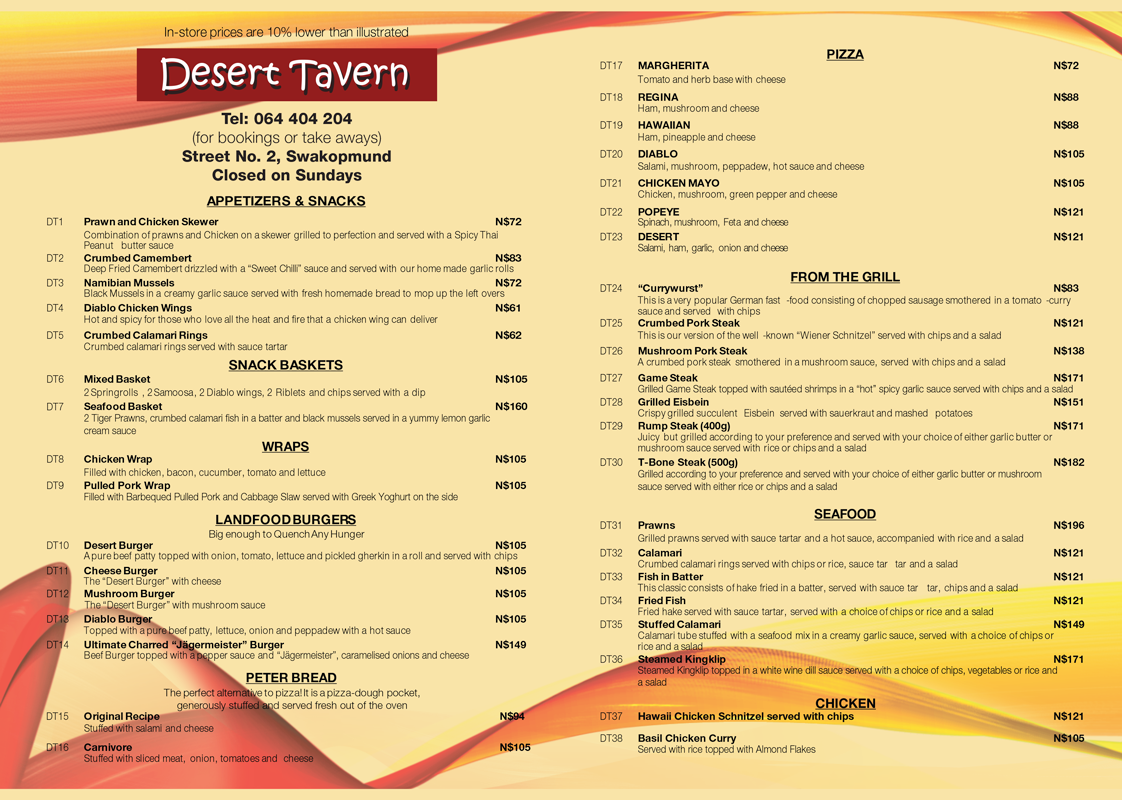 In-store prices are 10% lower than illustrated
Desert Tavern
Tel: 064 404 204
(for bookings or take aways)
Street No. 2, Swakopmund
Closed on Sundays
APPETIZERS & SNACKS
DT1 Prawn and Chicken Skewer N$72
Combination of prawns and Chicken on a skewer grilled to perfection and served with a Spicy Thai
Peanut butter sauce
DT2 Crumbed Camembert N$83
Deep Fried Camembert drizzled with a “Sweet Chilli” sauce and served with our home made garlic rolls
DT3 Namibian Mussels N$72
Black Mussels in a creamy garlic sauce served with fresh homemade bread to mop up the left overs
DT4 Diablo Chicken Wings N$61
Hot and spicy for those who love all the heat and fire that a chicken wing can deliver
DT5 Crumbed Calamari Rings N$62
Crumbed calamari rings served with sauce tartar
SNACK BASKETS
DT6 Mixed Basket N$105
2 Springrolls , 2 Samoosa, 2 Diablo wings, 2 Riblets and chips served with a dip
DT7 Seafood Basket N$160
2 Tiger Prawns, crumbed calamari fish in a batter and black mussels served in a yummy lemon garlic
cream sauce
WRAPS
DT8 Chicken Wrap N$105
Filled with chicken, bacon, cucumber, tomato and lettuce
DT9 Pulled Pork Wrap N$105
Filled with Barbequed Pulled Pork and Cabbage Slaw served with Greek Yoghurt on the side
LANDFOOD BURGERS
Big enough to Quench Any Hunger
DT10 Desert Burger N$105
A pure beef patty topped with onion, tomato, lettuce and pickled gherkin in a roll and served with chips
DT11 Cheese Burger N$105
The “Desert Burger” with cheese
DT12 Mushroom Burger N$105
The “Desert Burger” with mushroom sauce
DT13 Diablo Burger N$105
Topped with a pure beef patty, lettuce, onion and peppadew with a hot sauce
DT14 Ultimate Charred “Jägermeister” Burger N$149
Beef Burger topped with a pepper sauce and “Jägermeister”, caramelised onions and cheese
PETER BREAD
The perfect alternative to pizza! It is a pizza-dough pocket,
generously stuffed and served fresh out of the oven
DT15 Original Recipe N$94
Stuffed with salami and cheese
DT16 Carnivore N$105
Stuffed with sliced meat, onion, tomatoes and cheese
PIZZA
DT17 MARGHERITA N$72
Tomato and herb base with cheese
DT18 REGINA N$88
Ham, mushroom and cheese
DT19 HAWAIIAN N$88
Ham, pineapple and cheese
DT20 DIABLO N$105
Salami, mushroom, peppadew, hot sauce and cheese
DT21 CHICKEN MAYO N$105
Chicken, mushroom, green pepper and cheese
DT22 POPEYE N$121
Spinach, mushroom, Feta and cheese
DT23 DESERT N$121
Salami, ham, garlic, onion and cheese
FROM THE GRILL
DT24 “Currywurst” N$83
This is a very popular German fast -food consisting of chopped sausage smothered in a tomato -curry
sauce and served with chips
DT25 Crumbed Pork Steak N$121
This is our version of the well -known “Wiener Schnitzel” served with chips and a salad
DT26 Mushroom Pork Steak N$138
A crumbed pork steak smothered in a mushroom sauce, served with chips and a salad
DT27 Game Steak N$171
Grilled Game Steak topped with sautéed shrimps in a “hot” spicy garlic sauce served with chips and a salad
DT28 Grilled Eisbein N$151
Crispy grilled succulent Eisbein served with sauerkraut and mashed potatoes
DT29 Rump Steak (400g) N$171
Juicy but grilled according to your preference and served with your choice of either garlic butter or
mushroom sauce served with rice or chips and a salad
DT30 T-Bone Steak (500g) N$182
Grilled according to your preference and served with your choice of either garlic butter or mushroom
sauce served with either rice or chips and a salad
SEAFOOD
DT31 Prawns N$196
Grilled prawns served with sauce tartar and a hot sauce, accompanied with rice and a salad
DT32 Calamari N$121
Crumbed calamari rings served with chips or rice, sauce tar tar and a salad
DT33 Fish in Batter N$121
This classic consists of hake fried in a batter, served with sauce tar tar, chips and a salad
DT34 Fried Fish N$121
Fried hake served with sauce tartar, served with a choice of chips or rice and a salad
DT35 Stuffed Calamari N$149
Calamari tube stuffed with a seafood mix in a creamy garlic sauce, served with a choice of chips or
rice and a salad
DT36 Steamed Kingklip N$171
Steamed Kingklip topped in a white wine dill sauce served with a choice of chips, vegetables or rice and
a salad
CHICKEN
DT37 Hawaii Chicken Schnitzel served with chips N$121
DT38 Basil Chicken Curry N$105
Served with rice topped with Almond Flakes